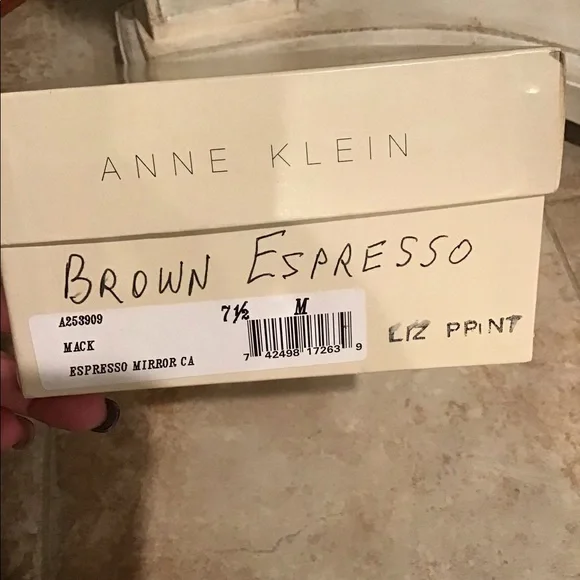 ANNE KLEIN
BROWN ESPRESSO
A253909 7½ M
MACK
ESPRESSO MIRROR CA
7 42498 17263 9
LIZ PRINT